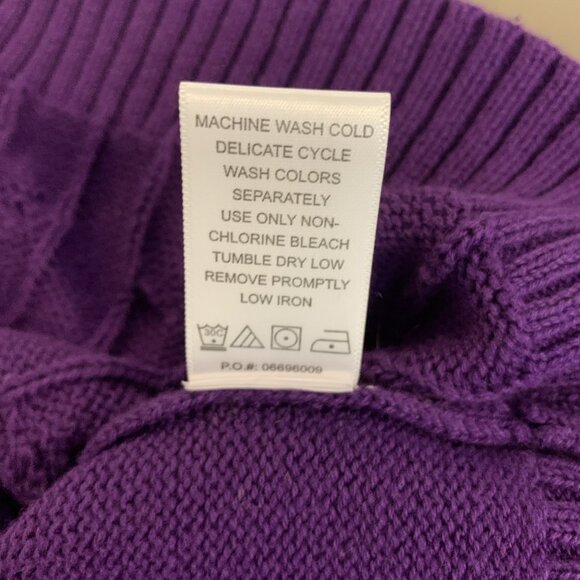 MACHINE WASH COLD
DELICATE CYCLE
WASH COLORS
SEPARATELY
USE ONLY NON-
CHLORINE BLEACH
TUMBLE DRY LOW
REMOVE PROMPTLY
LOW IRON
30C
P.O.#: 06696009